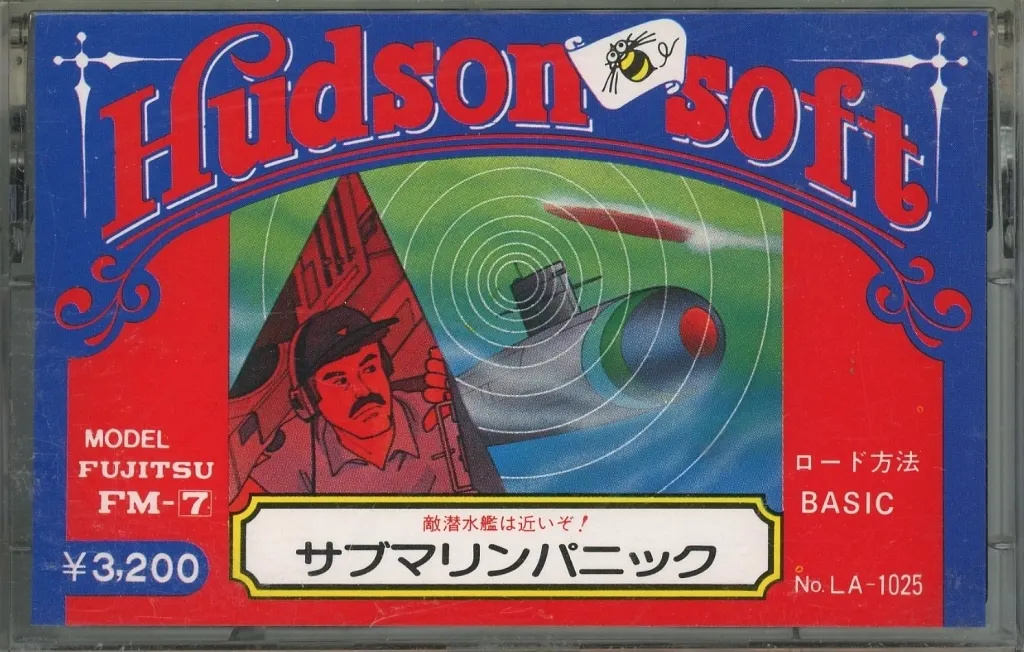 Hudson soft
MODEL
FUJITSU
FM-7
¥3,200
ロード方法
BASIC
No. LA-1025
敵潜水艦は近いぞ!
サブマリンパニック